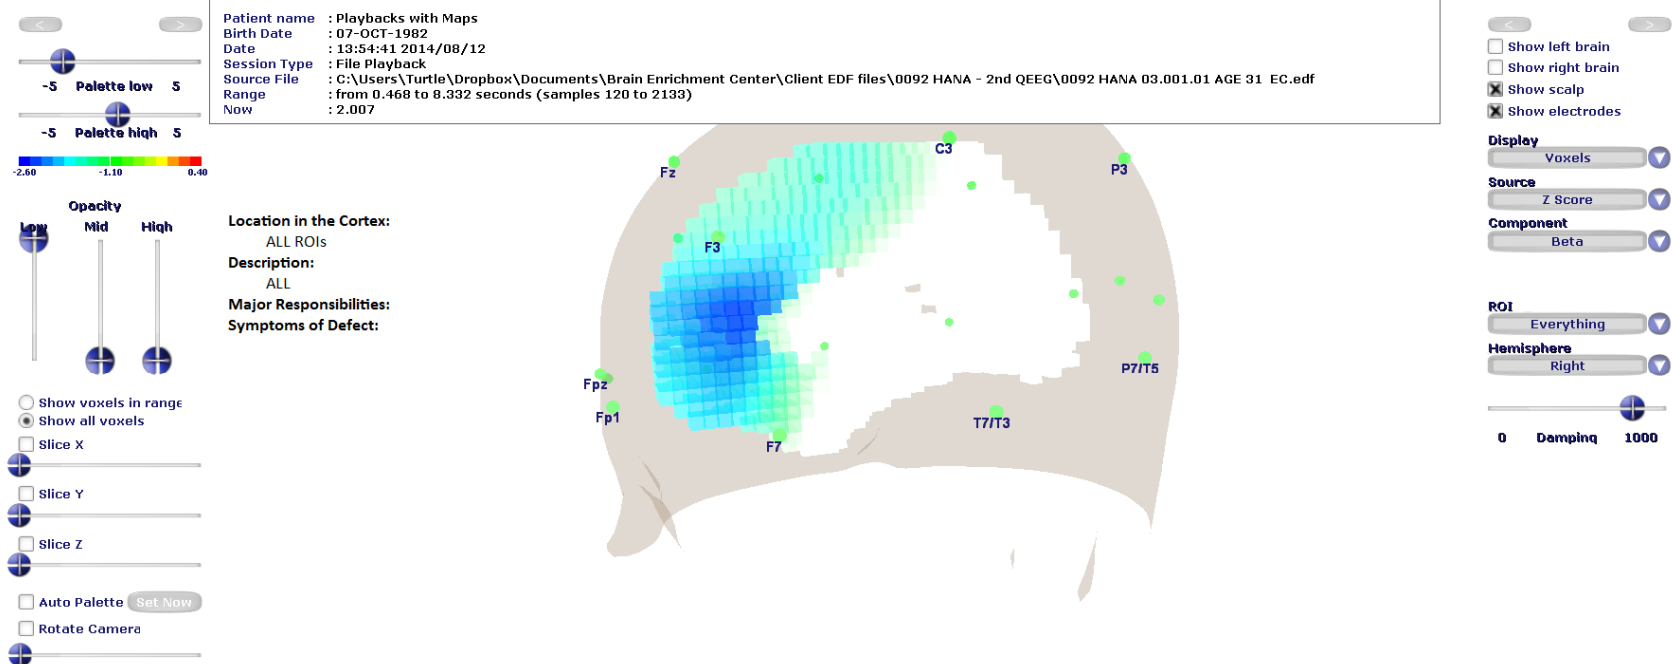 <
>
-5 Palette low 5
-5 Palette high 5
-2.60 -1.10 0.40
Opacity
Low Mid High
Show voxels in range
Show all voxels
Slice X
Slice Y
Slice Z
Auto Palette Set Now
Rotate Camera
Patient name : Playbacks with Maps
Birth Date : 07-OCT-1982
Date : 13:54:41 2014/08/12
Session Type : File Playback
Source File : C:\Users\Turtle\Dropbox\Documents\Brain Enrichment Center\Client EDF files\0092 HANA - 2nd QEEG\0092 HANA 03.001.01 AGE 31 EC.edf
Range : from 0.468 to 8.332 seconds (samples 120 to 2133)
Now : 2.007
Location in the Cortex:
ALL ROIs
Description:
ALL
Major Responsibilities:
Symptoms of Defect:
C3
Fz
P3
F3
Fpz
Fp1
F7
T7/T3
P7/T5
<
>
Show left brain
Show right brain
Show scalp
Show electrodes
Display
Voxels
Source
Z Score
Component
Beta
ROI
Everything
Hemisphere
Right
0 Damping 1000